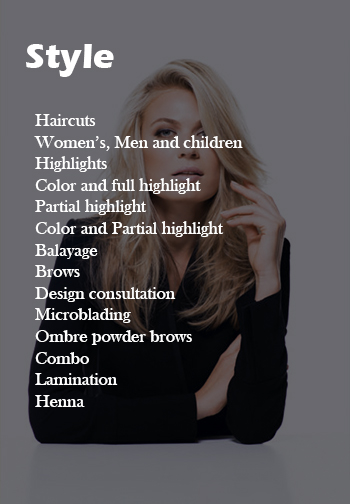 Style
Haircuts
Women's, Men and children
Highlights
Color and full highlight
Partial highlight
Color and Partial highlight
Balayage
Brows
Design consultation
Microblading
Ombre powder brows
Combo
Lamination
Henna